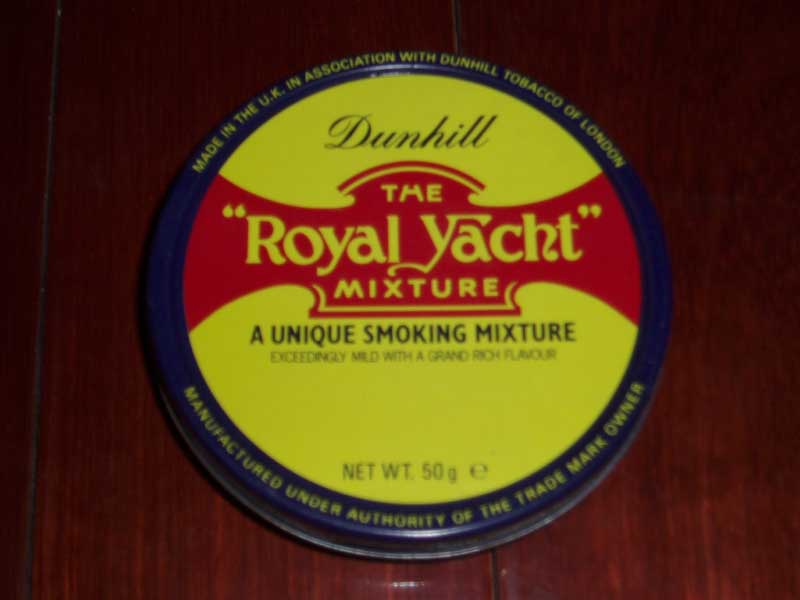 MADE IN THE U.K. IN ASSOCIATION WITH DUNHILL TOBACCO OF LONDON
Dunhill
THE
"Royal Yacht"
MIXTURE
A UNIQUE SMOKING MIXTURE
EXCEEDINGLY MILD WITH A GRAND RICH FLAVOUR
NET WT. 50g ℮
MANUFACTURED UNDER AUTHORITY OF THE TRADE MARK OWNER